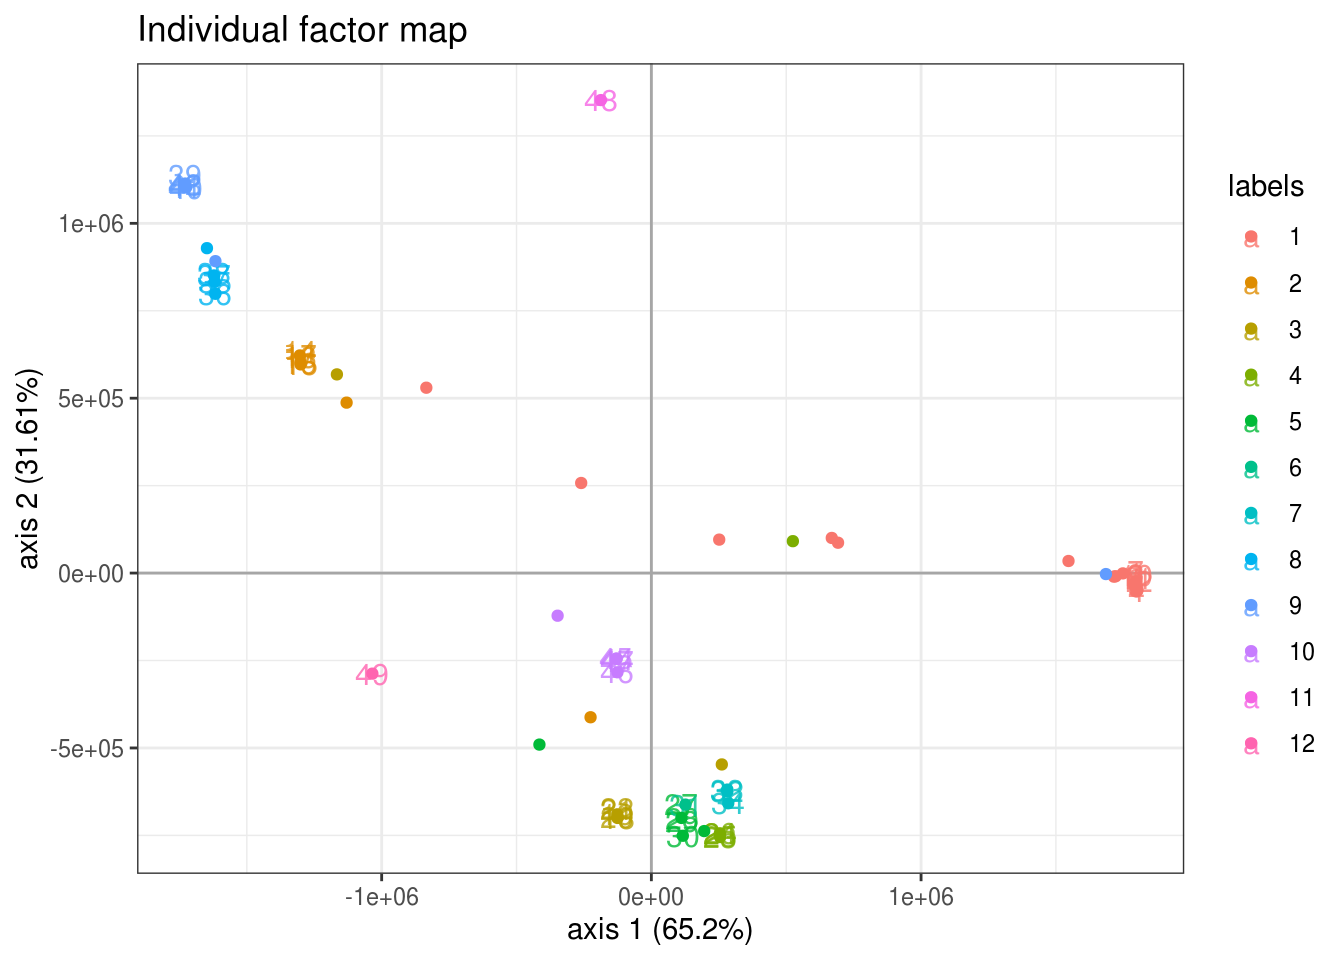 Individual factor map
48
1e+06
5e+05
0e+00
-5e+05
49
-1e+06
0e+00
1e+06
axis 1 (65.2%)
axis 2 (31.61%)
labels
a 1
a 2
a 3
a 4
a 5
a 6
a 7
a 8
a 9
a 10
a 11
a 12